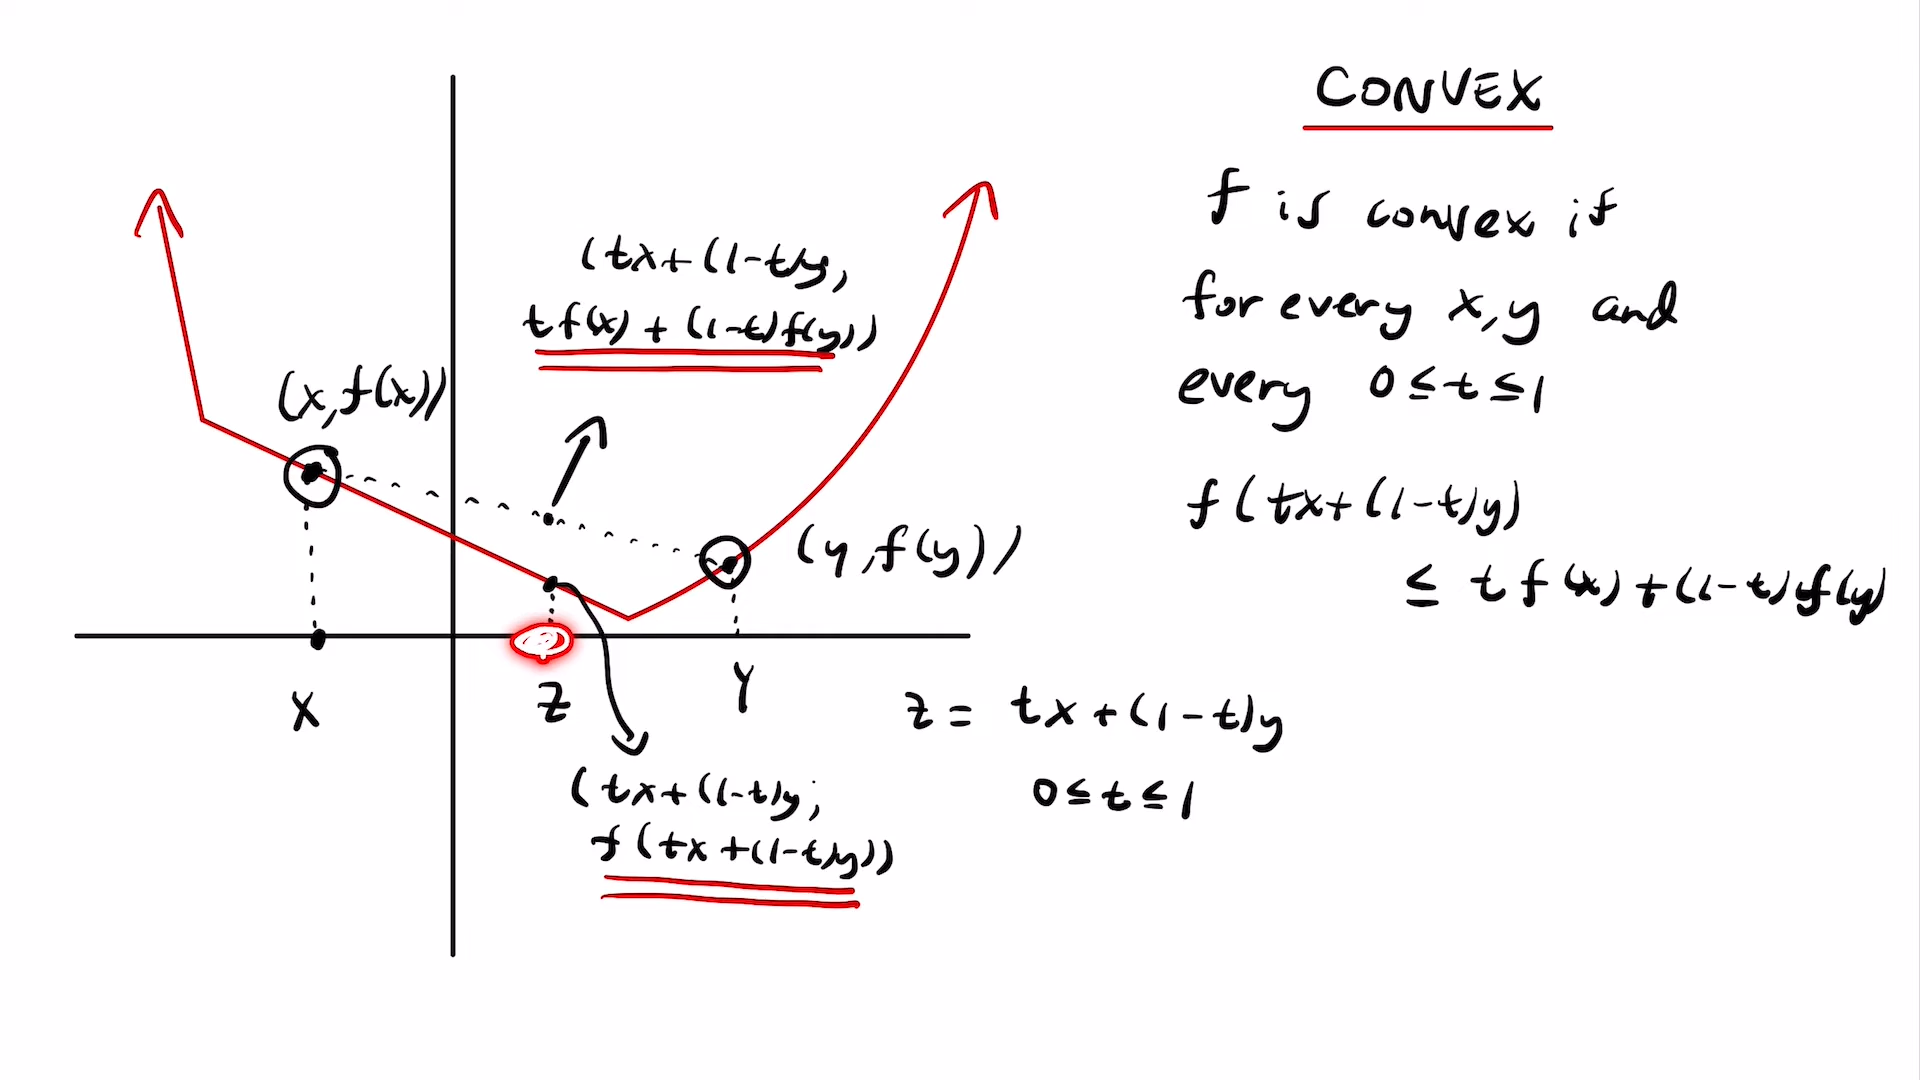 CONVEX
f is convex if
for every x, y and
every 0 ≤ t ≤ 1
f(tx+(1-t)y)
≤ t f(x) + (1-t) f(y)
(tx+(1-t)y,
t f(x) + (1-t) f(y))
(x, f(x))
(y, f(y))
X
Z
Y
z = tx + (1-t)y
0 ≤ t ≤ 1
(tx+(1-t)y,
f(tx+(1-t)y))